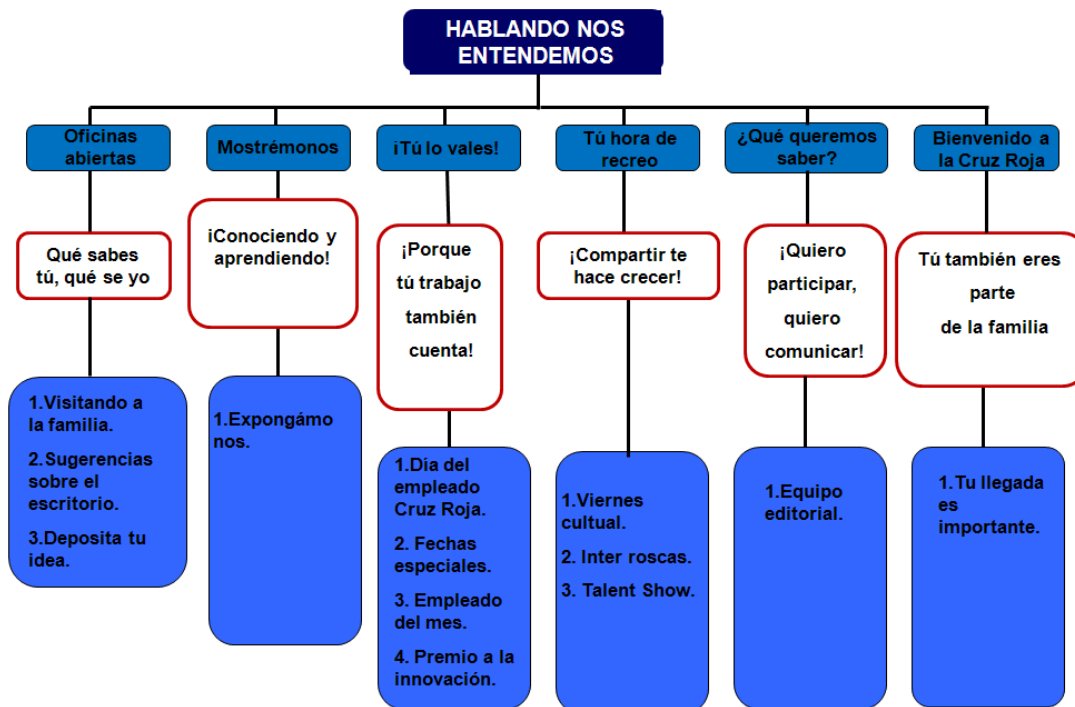 HABLANDO NOS
ENTENDEMOS
Oficinas
abiertas
Mostrémonos
¡Tú lo vales!
Tú hora de
recreo
¿Qué queremos
saber?
Bienvenido a
la Cruz Roja
Qué sabes
tú, qué se yo
¡Conociendo y
aprendiendo!
¡Porque
tú trabajo
también
cuenta!
¡Compartir te
hace crecer!
¡Quiero
participar,
quiero
comunicar!
Tú también eres
parte
de la familia
1.Visitando a
la familia.
2.Sugerencias
sobre el
escritorio.
3.Deposita tu
idea.
1.Expongámo
nos.
1.Día del
empleado
Cruz Roja.
2. Fechas
especiales.
3. Empleado
del mes.
4. Premio a la
innovación.
1.Viernes
cultual.
2. Inter roscas.
3. Talent Show.
1.Equipo
editorial.
1.Tu llegada
es
importante.